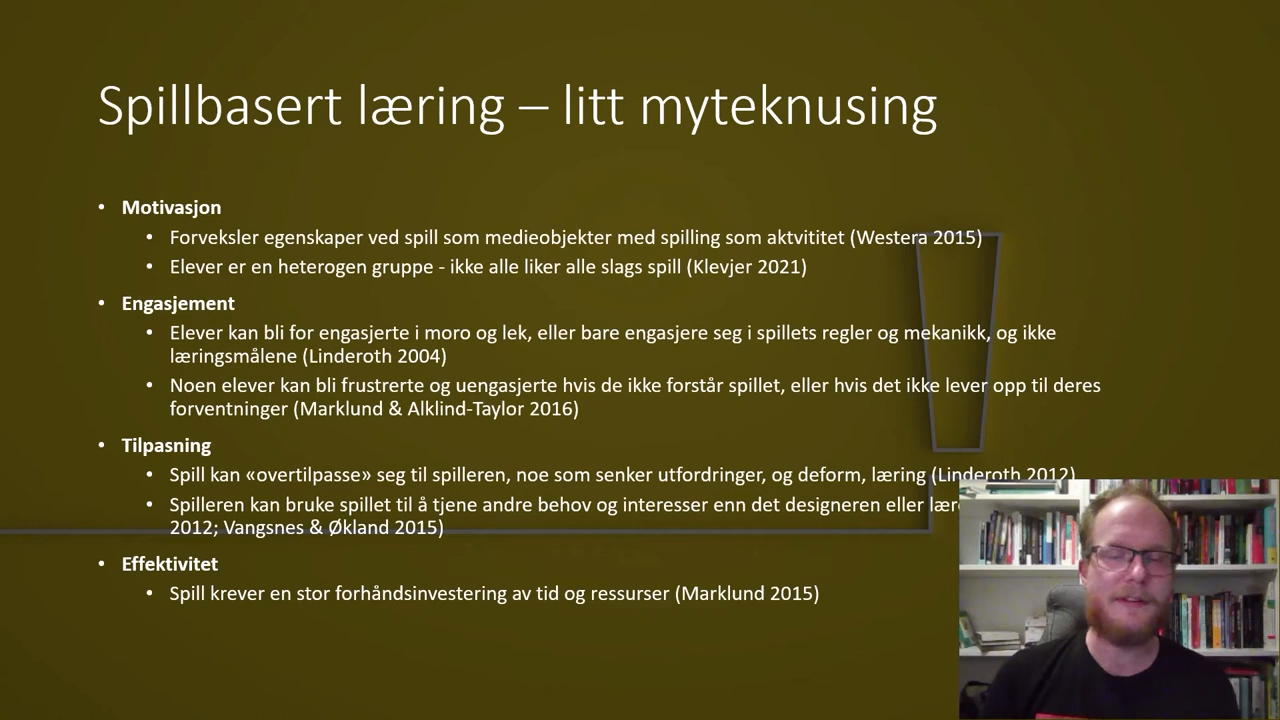 Spillbasert læring – litt myteknusing
• Motivasjon
• Forveksler egenskaper ved spill som medieobjekter med spilling som aktvititet (Westera 2015)
• Elever er en heterogen gruppe - ikke alle liker alle slags spill (Klevjer 2021)
• Engasjement
• Elever kan bli for engasjerte i moro og lek, eller bare engasjere seg i spillets regler og mekanikk, og ikke
læringsmålene (Linderoth 2004)
• Noen elever kan bli frustrerte og uengasjerte hvis de ikke forstår spillet, eller hvis det ikke lever opp til deres
forventninger (Marklund & Alklind-Taylor 2016)
• Tilpasning
• Spill kan «overtilpasse» seg til spilleren, noe som senker utfordringer, og deform, læring (Linderoth 2012)
• Spilleren kan bruke spillet til å tjene andre behov og interesser enn det designeren eller
2012; Vangsnes & Økland 2015)
• Effektivitet
• Spill krever en stor forhåndsinvestering av tid og ressurser (Marklund 2015)